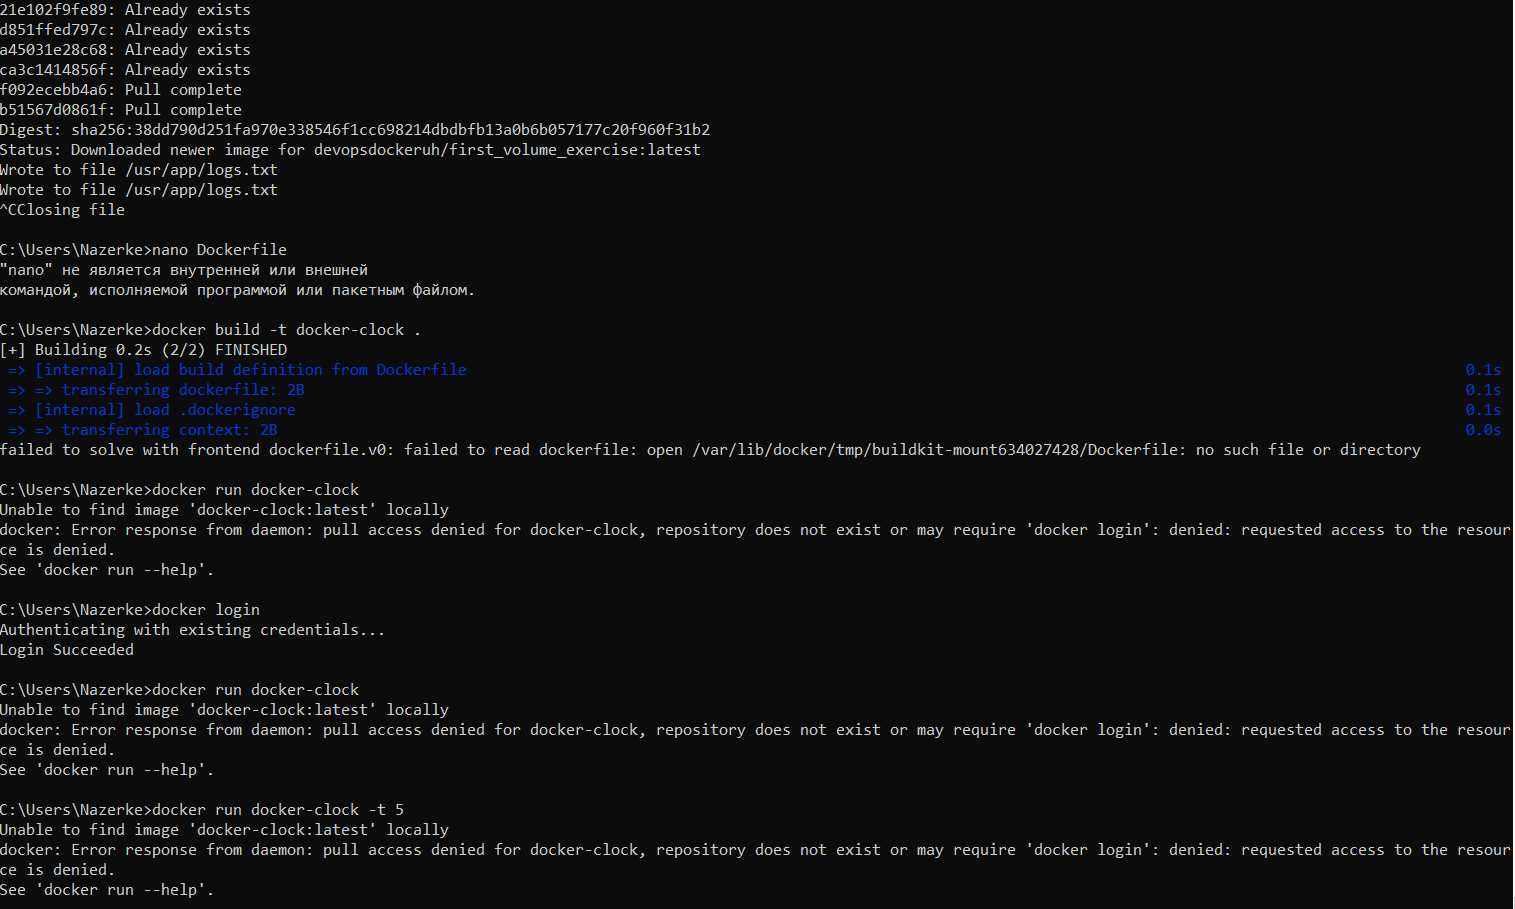 21e102f9fe89: Already exists
d851ffed797c: Already exists
a45031e28c68: Already exists
ca3c1414856f: Already exists
f092ecebb4a6: Pull complete
b51567d0861f: Pull complete
Digest: sha256:38dd790d251fa970e338546f1cc698214dbdbfb13a0b6b057177c20f960f31b2
Status: Downloaded newer image for devopsdockeruh/first_volume_exercise:latest
Wrote to file /usr/app/logs.txt
Wrote to file /usr/app/logs.txt
^CClosing file
C:\Users\Nazerke>nano Dockerfile
"nano" не является внутренней или внешней
командой, исполняемой программой или пакетным файлом.
C:\Users\Nazerke>docker build -t docker-clock .
[+] Building 0.2s (2/2) FINISHED
=> [internal] load build definition from Dockerfile 0.1s
=> => transferring dockerfile: 2B 0.1s
=> [internal] load .dockerignore 0.1s
=> => transferring context: 2B 0.0s
failed to solve with frontend dockerfile.v0: failed to read dockerfile: open /var/lib/docker/tmp/buildkit-mount634027428/Dockerfile: no such file or directory
C:\Users\Nazerke>docker run docker-clock
Unable to find image 'docker-clock:latest' locally
docker: Error response from daemon: pull access denied for docker-clock, repository does not exist or may require 'docker login': denied: requested access to the resour
ce is denied.
See 'docker run --help'.
C:\Users\Nazerke>docker login
Authenticating with existing credentials...
Login Succeeded
C:\Users\Nazerke>docker run docker-clock
Unable to find image 'docker-clock:latest' locally
docker: Error response from daemon: pull access denied for docker-clock, repository does not exist or may require 'docker login': denied: requested access to the resour
ce is denied.
See 'docker run --help'.
C:\Users\Nazerke>docker run docker-clock -t 5
Unable to find image 'docker-clock:latest' locally
docker: Error response from daemon: pull access denied for docker-clock, repository does not exist or may require 'docker login': denied: requested access to the resour
ce is denied.
See 'docker run --help'.